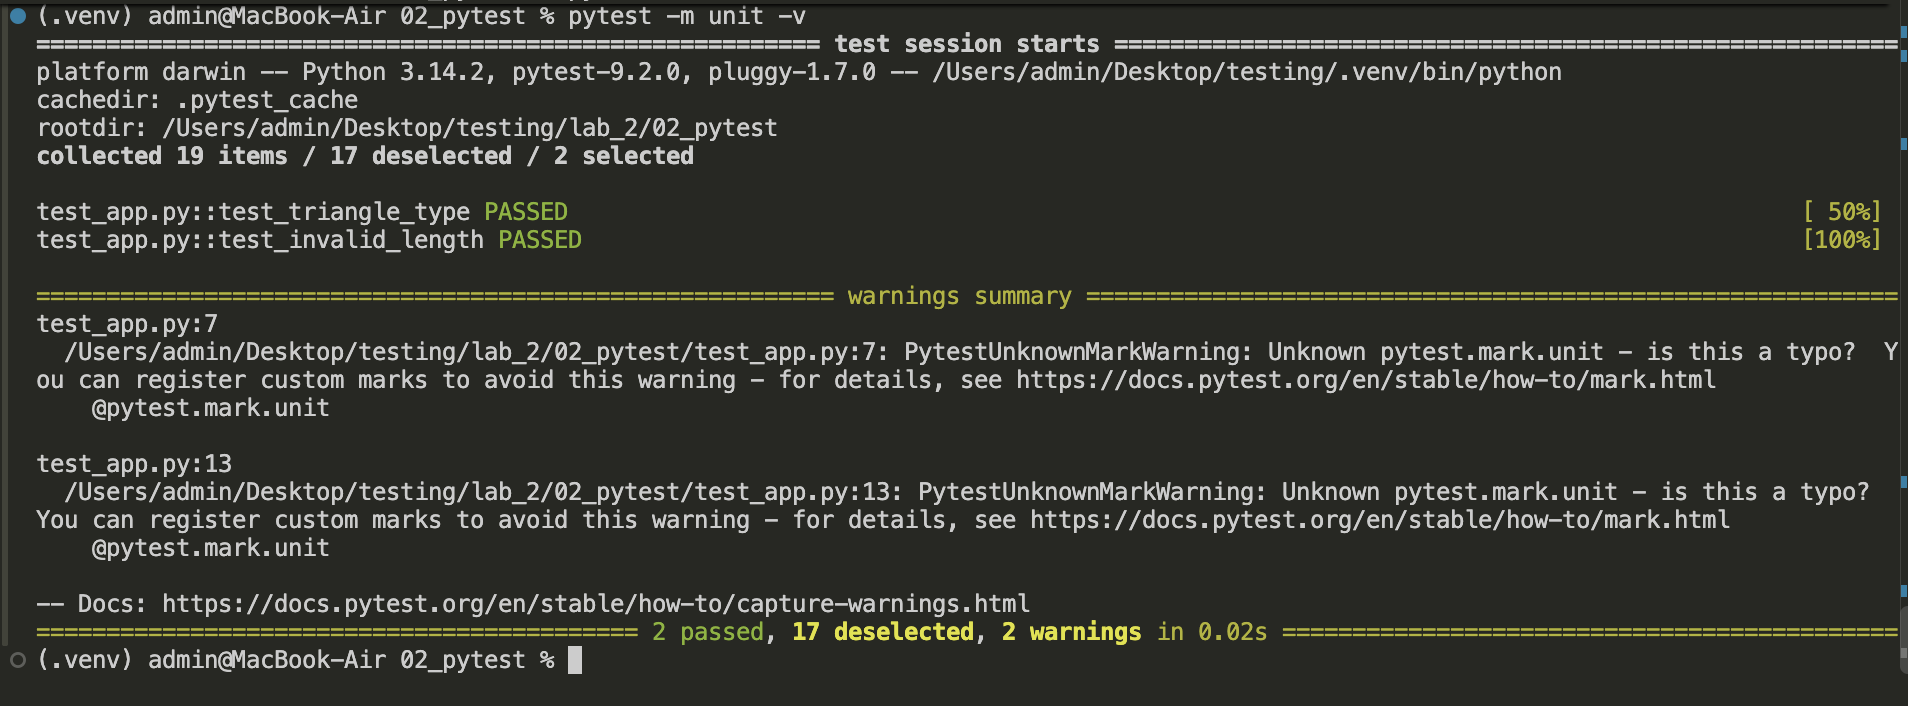 (.venv) admin@MacBook-Air 02_pytest % pytest -m unit -v
======================================================== test session starts ========================================================
platform darwin -- Python 3.14.2, pytest-9.2.0, pluggy-1.7.0 -- /Users/admin/Desktop/testing/.venv/bin/python
cachedir: .pytest_cache
rootdir: /Users/admin/Desktop/testing/lab_2/02_pytest
collected 19 items / 17 deselected / 2 selected
test_app.py::test_triangle_type PASSED [ 50%]
test_app.py::test_invalid_length PASSED [100%]
========================================================= warnings summary ==========================================================
test_app.py:7
/Users/admin/Desktop/testing/lab_2/02_pytest/test_app.py:7: PytestUnknownMarkWarning: Unknown pytest.mark.unit - is this a typo?  Y
ou can register custom marks to avoid this warning - for details, see https://docs.pytest.org/en/stable/how-to/mark.html
@pytest.mark.unit
test_app.py:13
/Users/admin/Desktop/testing/lab_2/02_pytest/test_app.py:13: PytestUnknownMarkWarning: Unknown pytest.mark.unit - is this a typo?
You can register custom marks to avoid this warning - for details, see https://docs.pytest.org/en/stable/how-to/mark.html
@pytest.mark.unit
-- Docs: https://docs.pytest.org/en/stable/how-to/capture-warnings.html
=========================================== 2 passed, 17 deselected, 2 warnings in 0.02s ============================================
(.venv) admin@MacBook-Air 02_pytest %